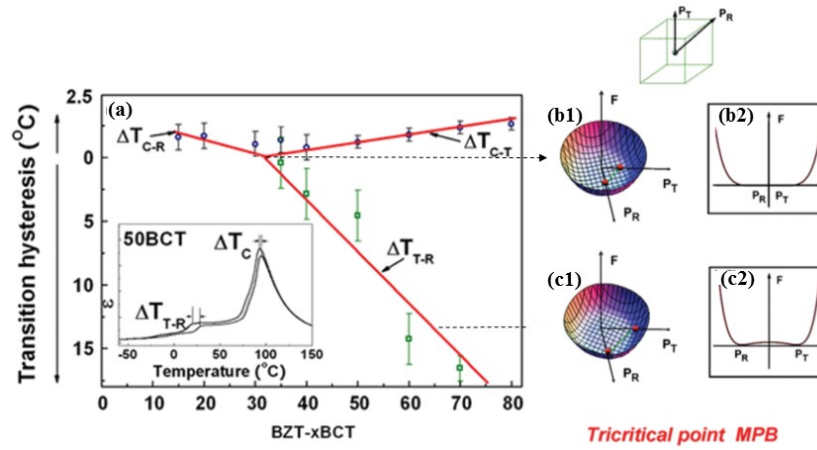 P_T
P_R
(a)
2.5
0
5
10
15
Transition hysteresis (°C)
ΔT_C-R
ΔT_C-T
ΔT_T-R
50BCT
ΔT_C
ΔT_T-R
ε
-50 0 50 100 150
Temperature (°C)
0 10 20 30 40 50 60 70 80
BZT-xBCT
(b1)
F
P_T
P_R
(b2)
F
P_R P_T
(c1)
F
P_T
P_R
(c2)
F
P_R P_T
Tricritical point MPB